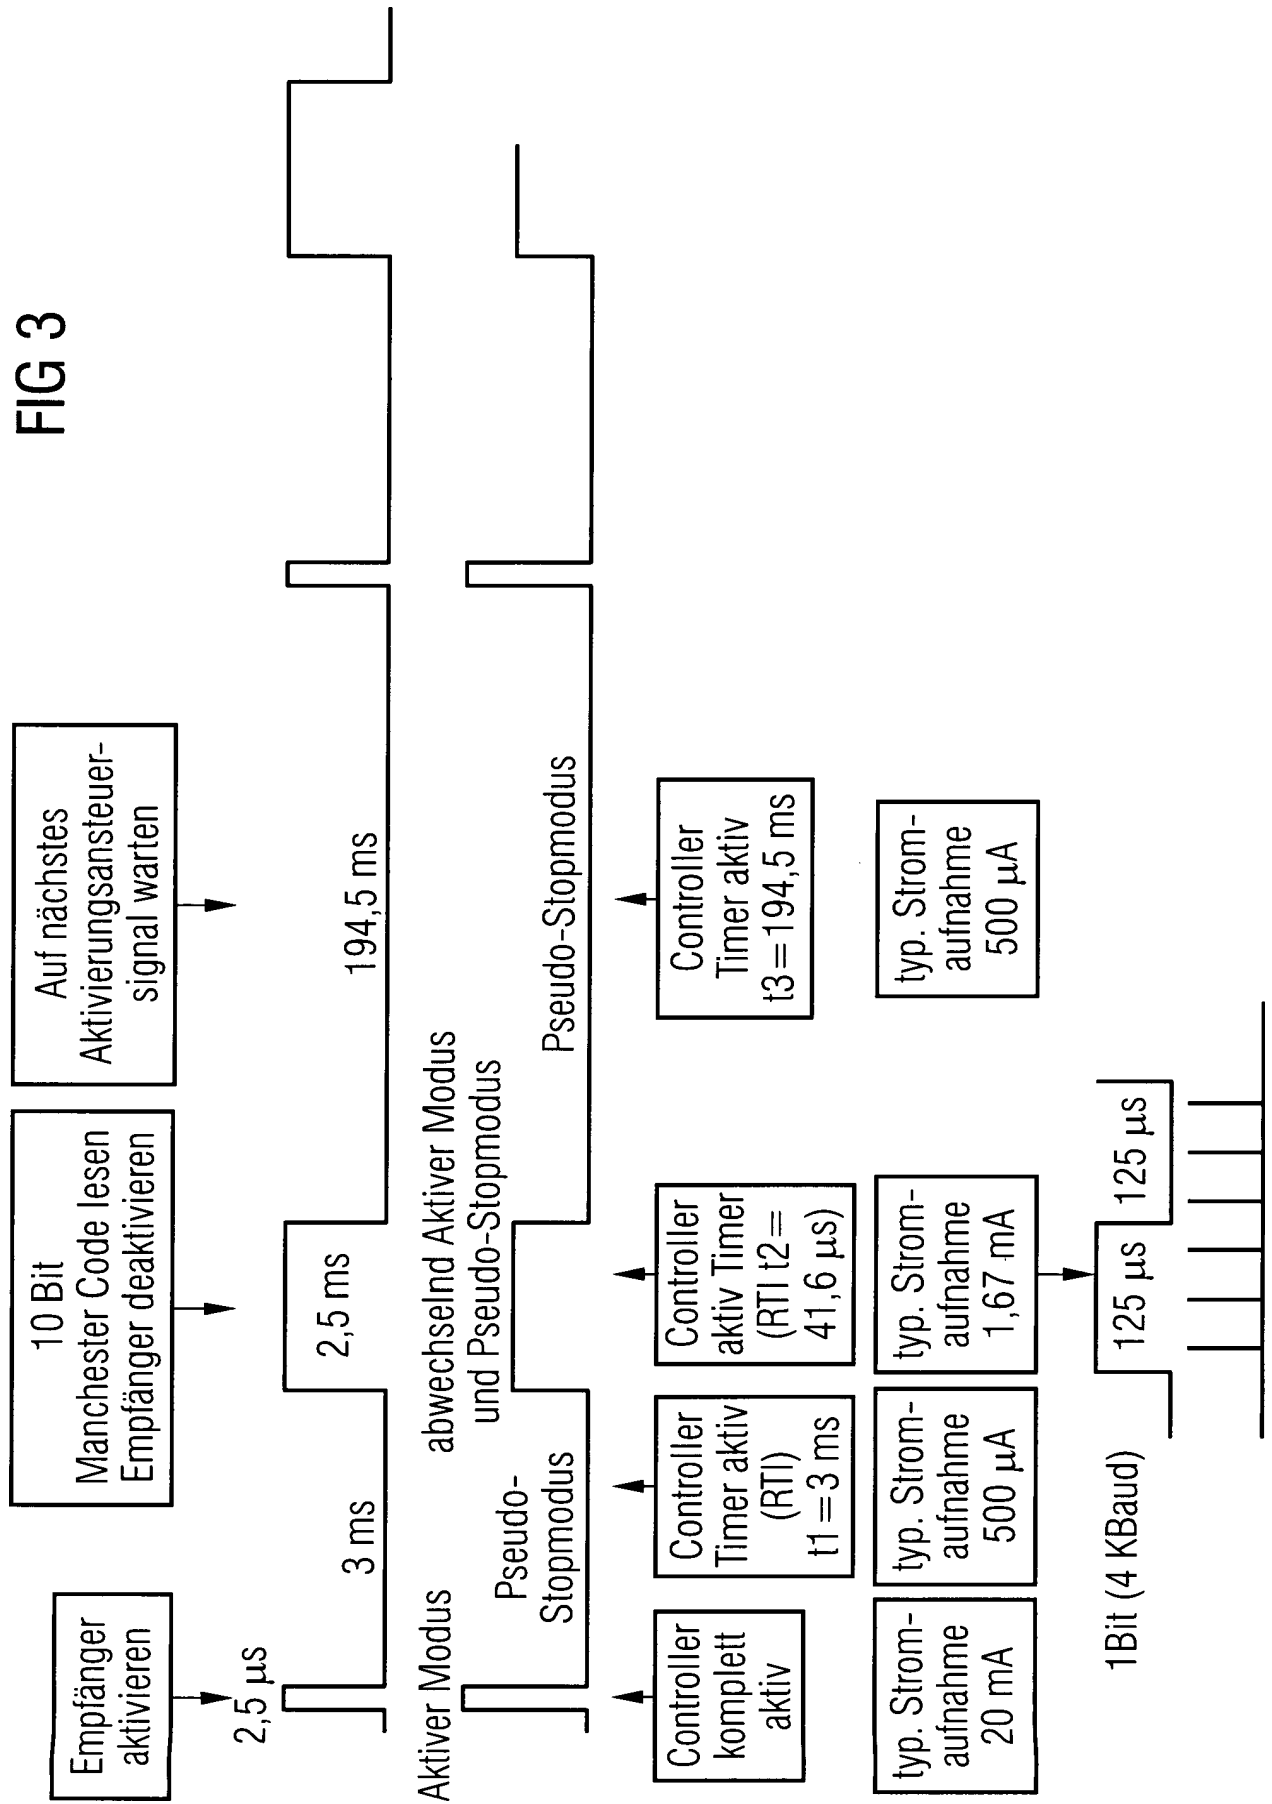 FIG 3
Empfänger
aktivieren
10 Bit
Manchester Code lesen
Empfänger deaktivieren
Auf nächstes
Aktivierungsansteuer-
signal warten
2,5 µs
3 ms
2,5 ms
194,5 ms
Aktiver Modus
abwechselnd Aktiver Modus
und Pseudo-Stopmodus
Pseudo-
Stopmodus
Pseudo-Stopmodus
Controller
komplett
aktiv
Controller
Timer aktiv
(RTI)
t1=3 ms
Controller
aktiv Timer
(RTI t2=
41,6 µs)
Controller
Timer aktiv
t3=194,5 ms
typ. Strom-
aufnahme
20 mA
typ. Strom-
aufnahme
500 µA
typ. Strom-
aufnahme
1,67 mA
typ. Strom-
aufnahme
500 µA
1Bit (4 KBaud)
125 µs
125 µs